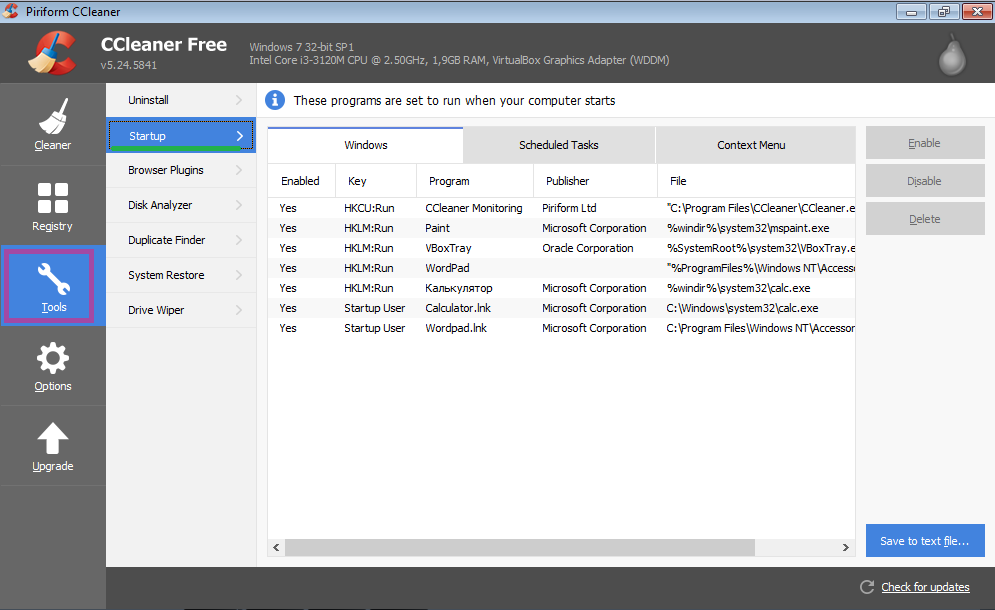 Piriform CCleaner
CCleaner Free
v5.24.5841
Windows 7 32-bit SP1
Intel Core i3-3120M CPU @ 2.50GHz, 1,9GB RAM, VirtualBox Graphics Adapter (WDDM)
Cleaner
Registry
Tools
Options
Upgrade
Uninstall
Startup
Browser Plugins
Disk Analyzer
Duplicate Finder
System Restore
Drive Wiper
These programs are set to run when your computer starts
Windows Scheduled Tasks Context Menu
Enabled Key Program Publisher File
Yes HKCU:Run CCleaner Monitoring Piriform Ltd "C:\Program Files\CCleaner\CCleaner.e
Yes HKLM:Run Paint Microsoft Corporation %windir%\system32\mspaint.exe
Yes HKLM:Run VBoxTray Oracle Corporation %SystemRoot%\system32\VBoxTray.e
Yes HKLM:Run WordPad "%ProgramFiles%\Windows NT\Accesso
Yes HKLM:Run Калькулятор Microsoft Corporation %windir%\system32\calc.exe
Yes Startup User Calculator.lnk Microsoft Corporation C:\Windows\system32\calc.exe
Yes Startup User Wordpad.lnk Microsoft Corporation C:\Program Files\Windows NT\Accessor
Enable
Disable
Delete
Save to text file...
Check for updates